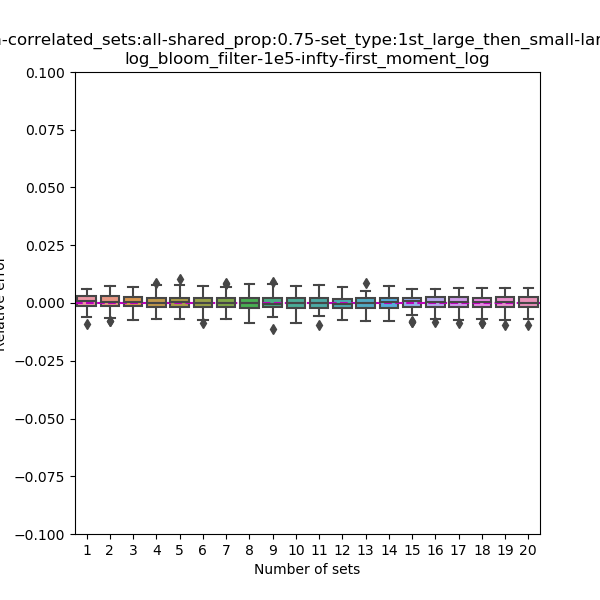 -correlated_sets:all-shared_prop:0.75-set_type:1st_large_then_small-lar
log_bloom_filter-1e5-infty-first_moment_log
0.100
0.075
0.050
0.025
0.000
−0.025
−0.050
−0.075
−0.100
1 2 3 4 5 6 7 8 9 10 11 12 13 14 15 16 17 18 19 20
Number of sets